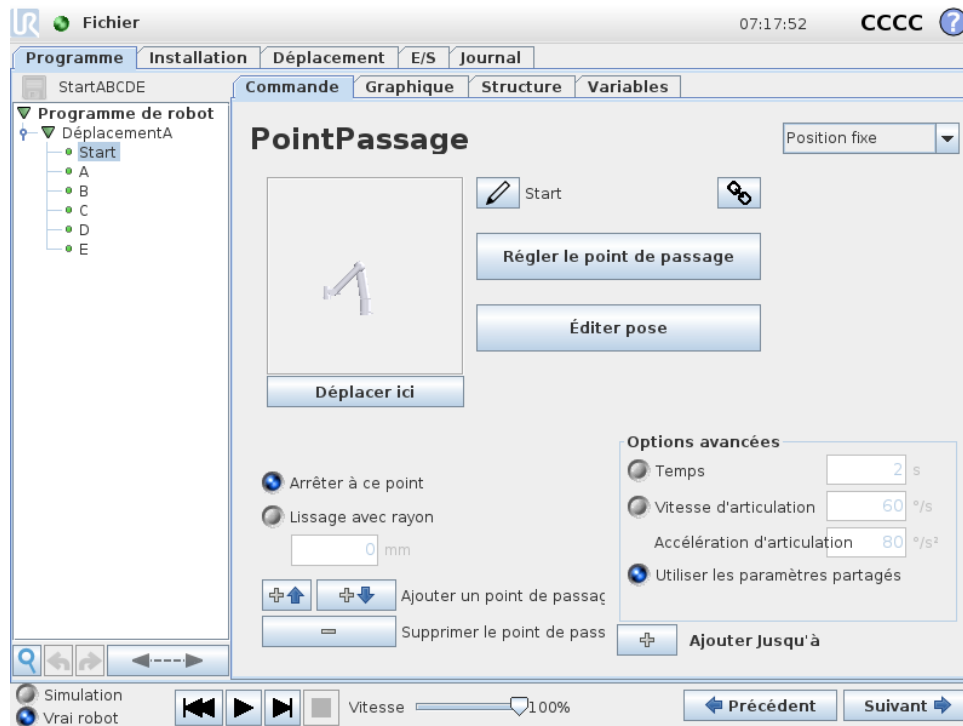 UR Fichier 07:17:52 CCCC ?
Programme Installation Déplacement E/S Journal
StartABCDE Commande Graphique Structure Variables
Programme de robot
DéplacementA
Start
A
B
C
D
E
PointPassage Position fixe
Start
Régler le point de passage
Éditer pose
Déplacer ici
Arrêter à ce point
Lissage avec rayon
0 mm
Ajouter un point de passag
Supprimer le point de pass
Options avancées
Temps 2 s
Vitesse d'articulation 60 °/s
Accélération d'articulation 80 °/s²
Utiliser les paramètres partagés
Ajouter Jusqu'à
Simulation
Vrai robot
Vitesse 100%
Précédent Suivant